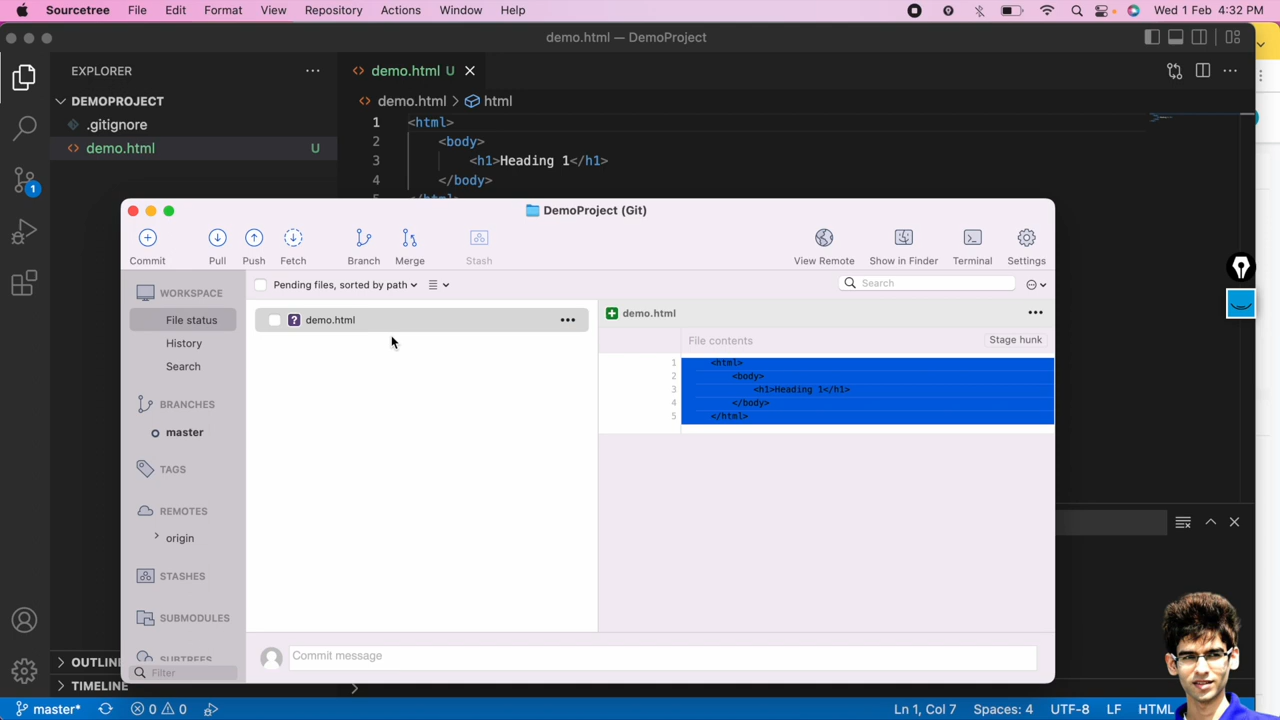 Sourcetree File Edit Format View Repository Actions Window Help Wed 1 Feb 4:32 PM
demo.html — DemoProject
EXPLORER
demo.html U
DEMOPROJECT
demo.html > html
.gitignore
demo.html U
1 <html>
2 <body>
3 <h1>Heading 1</h1>
4 </body>
DemoProject (Git)
Commit Pull Push Fetch Branch Merge Stash View Remote Show in Finder Terminal Settings
1
WORKSPACE
File status
History
Search
BRANCHES
master
TAGS
REMOTES
origin
STASHES
SUBMODULES
SUBTREES
Filter
Pending files, sorted by path
Search
? demo.html
demo.html
File contents
Stage hunk
1 <html>
2 <body>
3 <h1>Heading 1</h1>
4 </body>
5 </html>
Commit message
OUTLIN
TIMELINE
master* 0 0 Ln 1, Col 7 Spaces: 4 UTF-8 LF HTML